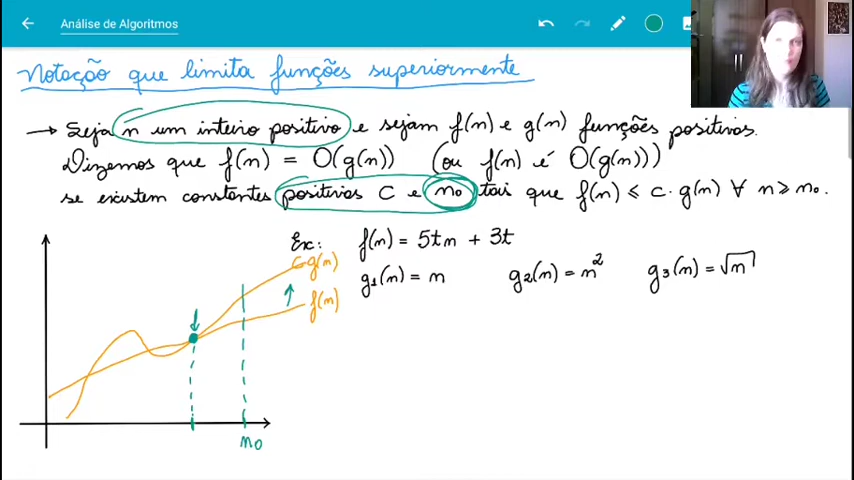 Análise de Algoritmos
Notação que limita funções superiormente
→ Seja n um inteiro positivo e sejam f(n) e g(n) funções positivas.
Dizemos que f(n) = O(g(n)) (ou f(n) é O(g(n)))
se existem constantes positivas C e n₀ tais que f(n) ⩽ c·g(n) ∀ n ⩾ n₀.
Ex: f(n) = 5tn + 3t
g₁(n) = n g₂(n) = n² g₃(n) = √n
c g(n)
f(n)
n₀